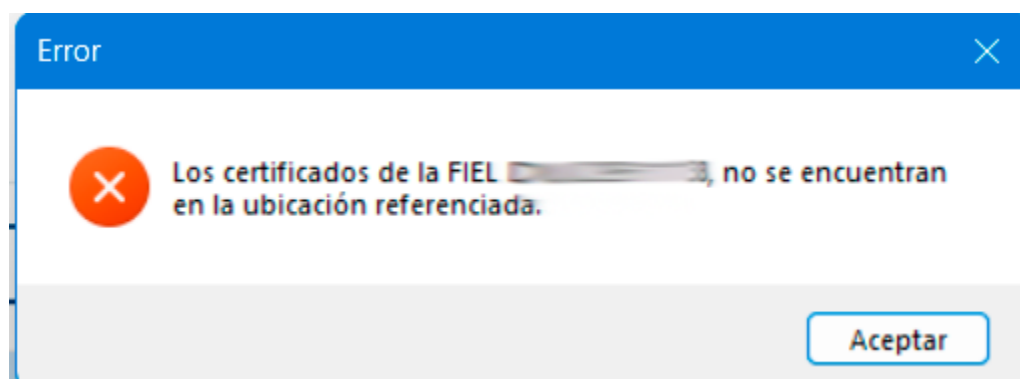 Error
Los certificados de la FIEL , no se encuentran
en la ubicación referenciada.
Aceptar